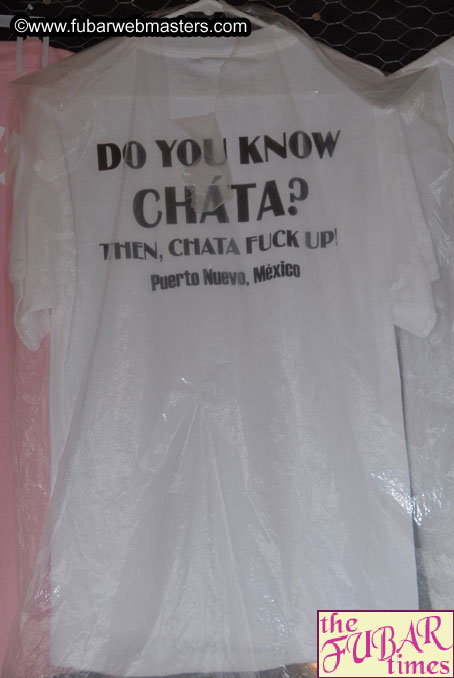 ©www.fubarwebmasters.com
DO YOU KNOW
CHÁTA?
THEN, CHATA FUCK UP!
Puerto Nuevo, México
the
FUBAR
times